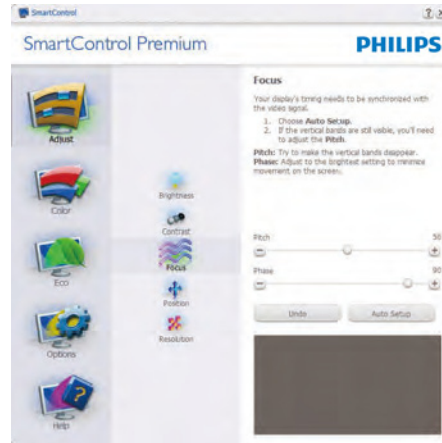 SmartControl
? x
SmartControl Premium
PHILIPS
Adjust
Color
Eco
Options
Help
Brightness
Contrast
Focus
Position
Resolution
Focus
Your display's timing needs to be synchronized with
the video signal.
1. Choose Auto Setup.
2. If the vertical bands are still visible, you'll need
to adjust the Pitch.
Pitch: Try to make the vertical bands disappear.
Phase: Adjust to the brightest setting to minimize
movement on the screen.
Pitch 50
Phase 90
Undo Auto Setup